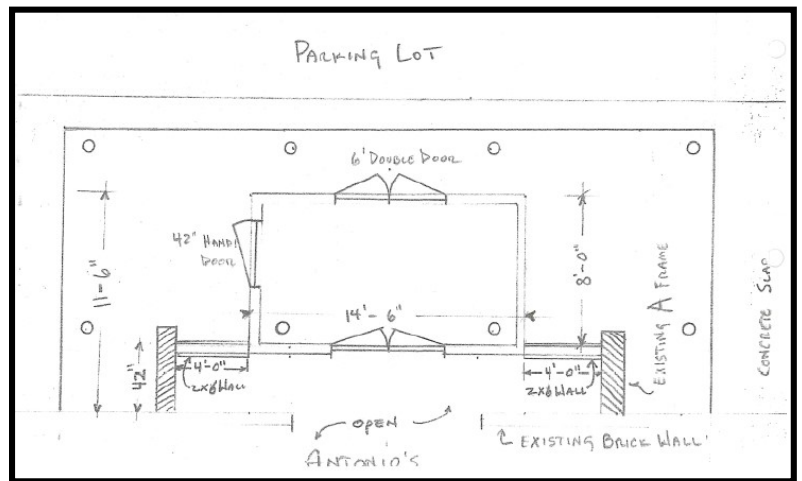 PARKING LOT
6' DOUBLE DOOR
42" HANDI
DOOR
11'-6"
8'-0"
14'-6"
EXISTING A FRAME
CONCRETE SLAB
42"
4'-0"
2x6 WALL
4'-0"
2x6 WALL
OPEN
EXISTING BRICK WALL
ANTONIO'S